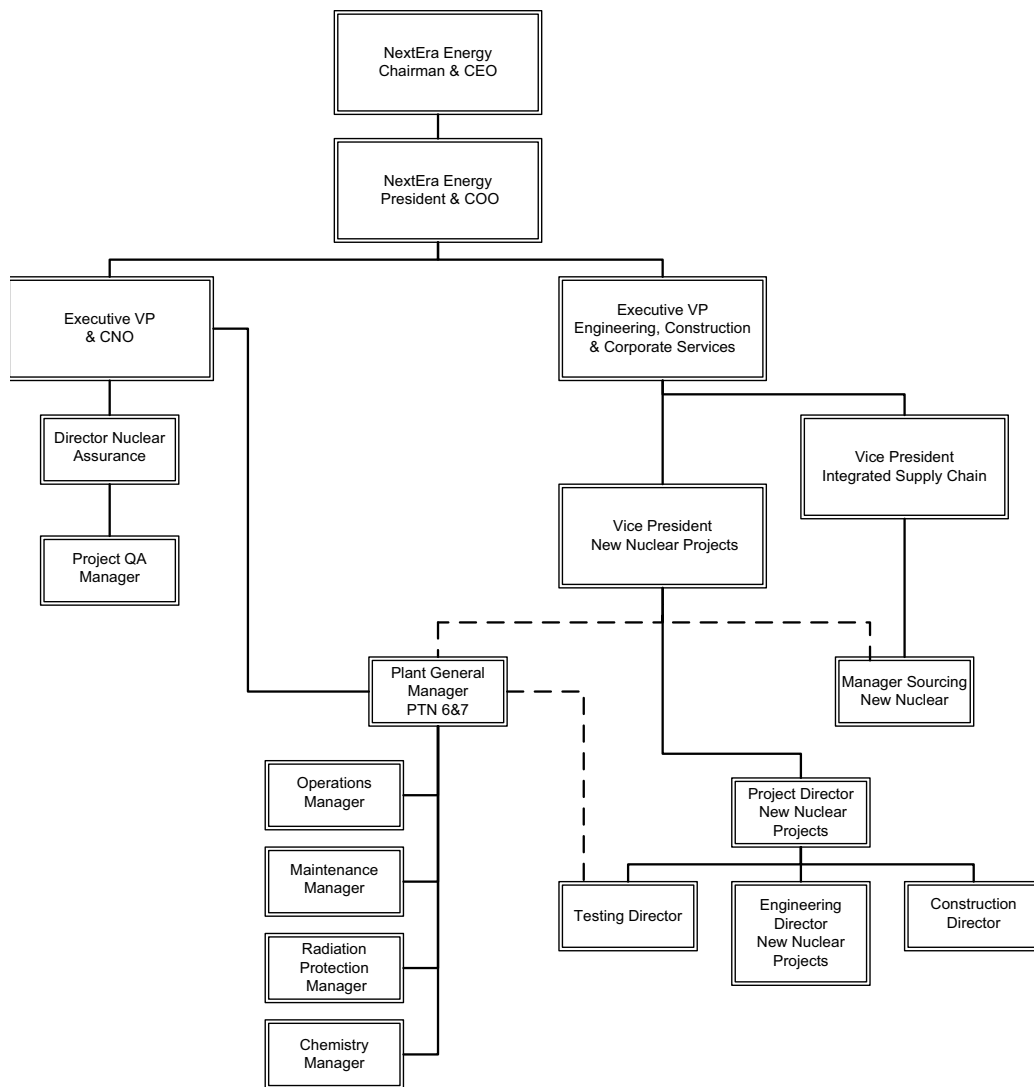 NextEra Energy
Chairman & CEO
NextEra Energy
President & COO
Executive VP
& CNO
Executive VP
Engineering, Construction
& Corporate Services
Director Nuclear
Assurance
Vice President
Integrated Supply Chain
Vice President
New Nuclear Projects
Project QA
Manager
Plant General
Manager
PTN 6&7
Manager Sourcing
New Nuclear
Operations
Manager
Project Director
New Nuclear
Projects
Maintenance
Manager
Testing Director
Engineering
Director
New Nuclear
Projects
Construction
Director
Radiation
Protection
Manager
Chemistry
Manager